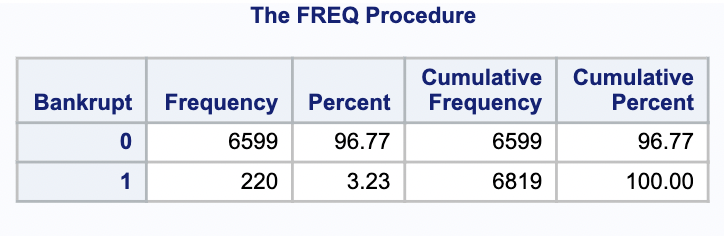 The FREQ Procedure
Bankrupt Frequency Percent Cumulative Frequency Cumulative Percent
0 6599 96.77 6599 96.77
1 220 3.23 6819 100.00